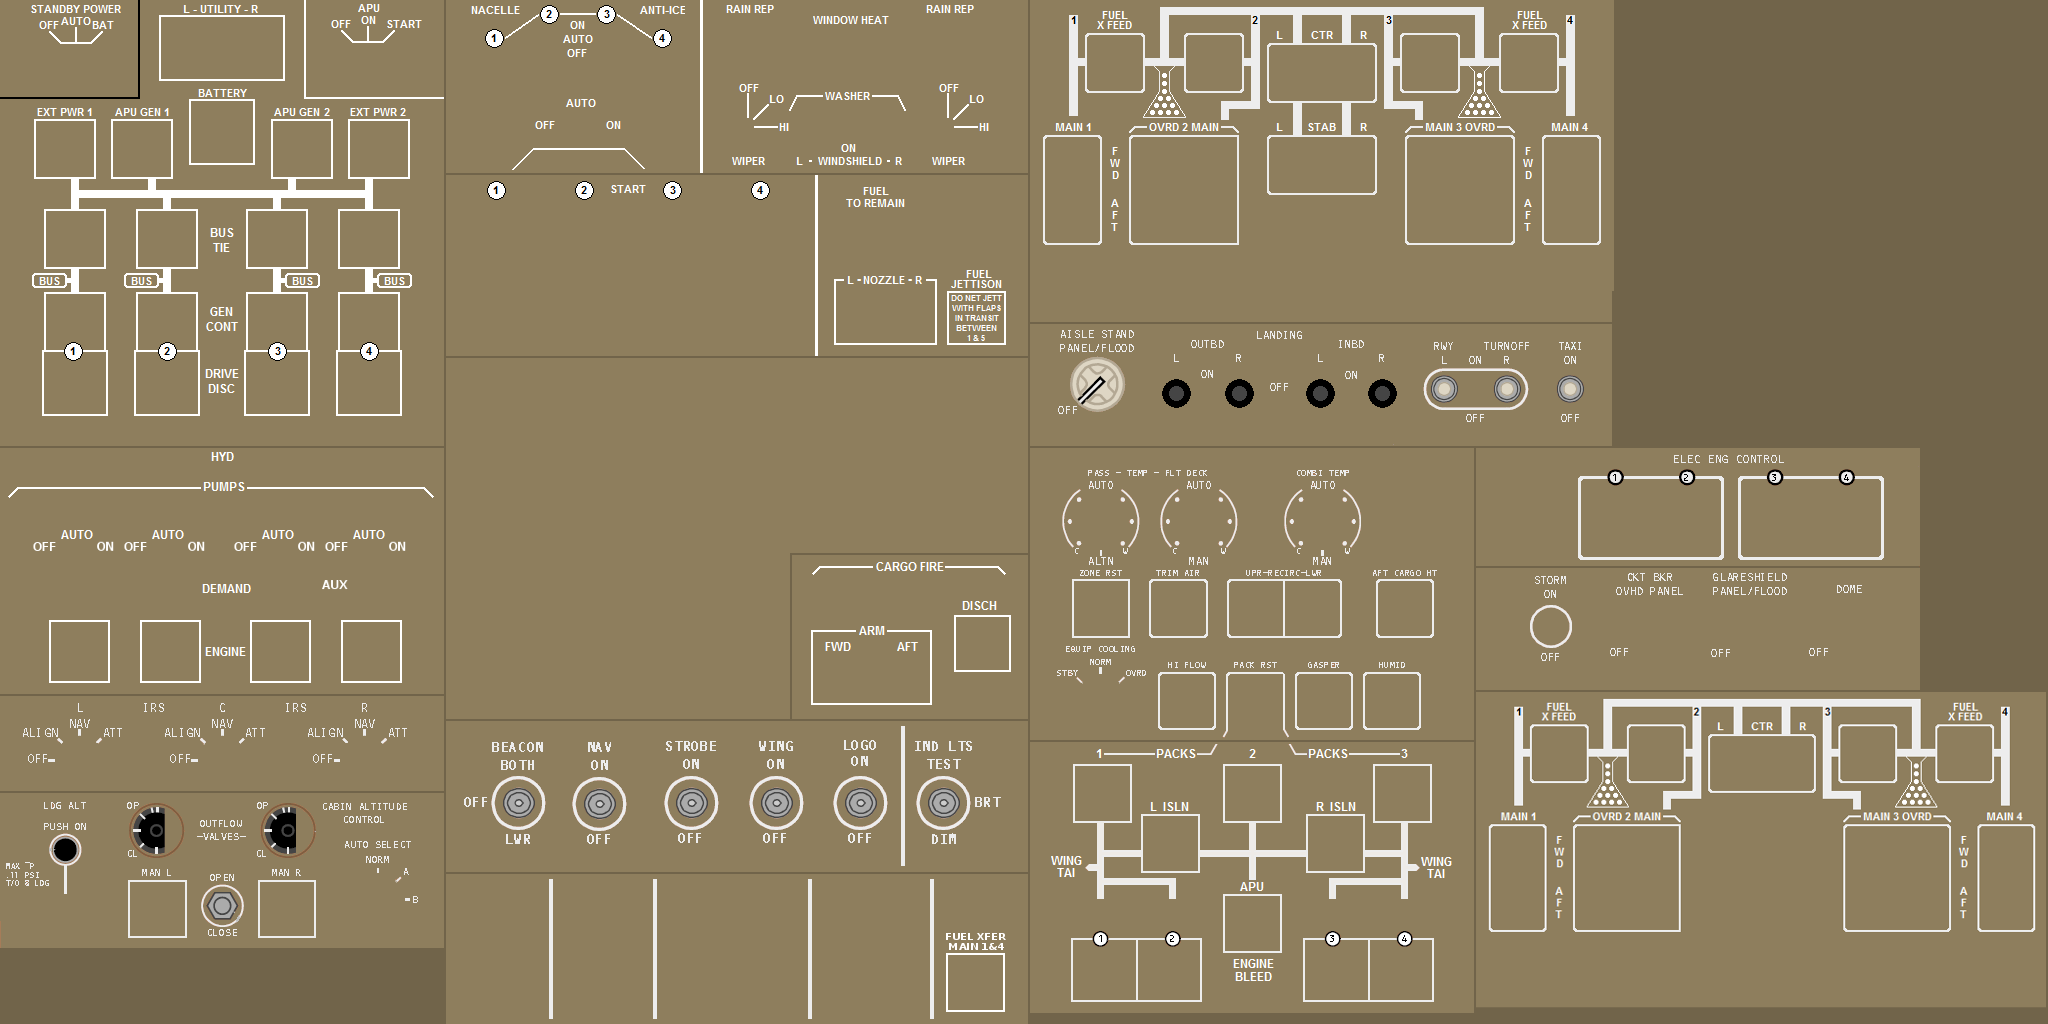 STANDBY POWER
OFF AUTO BAT
L - UTILITY - R
APU
OFF ON START
BATTERY
EXT PWR 1
APU GEN 1
APU GEN 2
EXT PWR 2
BUS
TIE
BUS
BUS
BUS
BUS
GEN
CONT
1
2
3
4
DRIVE
DISC
HYD
PUMPS
OFF AUTO ON
OFF AUTO ON
OFF AUTO ON
OFF AUTO ON
DEMAND
AUX
ENGINE
L IRS C IRS R
ALIGN NAV ATT
ALIGN NAV ATT
ALIGN NAV ATT
OFF
OFF
OFF
LDG ALT
PUSH ON
OP
CL
OUTFLOW
-VALVES-
OP
CL
CABIN ALTITUDE
CONTROL
AUTO SELECT
NORM
A
B
.11 PSI
T/O & LDG
MAN L
OPEN
CLOSE
MAN R
NACELLE
ANTI-ICE
1
2
3
4
ON
AUTO
OFF
AUTO
OFF
ON
RAIN REP
WINDOW HEAT
RAIN REP
OFF
LO
HI
WASHER
OFF
LO
HI
ON
WIPER
L - WINDSHIELD - R
WIPER
1
2
START
3
4
FUEL
TO REMAIN
L - NOZZLE - R
FUEL
JETTISON
DO NET JETT
WITH FLAPS
IN TRANSIT
BETWEEN
1 & 5
CARGO FIRE
ARM
FWD
AFT
DISCH
BEACON
BOTH
OFF
LWR
NAV
ON
OFF
STROBE
ON
OFF
WING
ON
OFF
LOGO
ON
OFF
IND LTS
TEST
BRT
DIM
FUEL XFER
MAIN 1&4
1
FUEL
X FEED
2
L CTR R
3
FUEL
X FEED
4
MAIN 1
OVRD 2 MAIN
L STAB R
MAIN 3 OVRD
MAIN 4
FWD
AFT
FWD
AFT
AISLE STAND
PANEL/FLOOD
OFF
LANDING
OUTBD
L
R
ON
OFF
INBD
L
R
ON
RWY TURNOFF
L ON R
OFF
TAXI
ON
OFF
PASS - TEMP - FLT DECK
COMBI TEMP
AUTO
AUTO
AUTO
C W
C W
C W
ALTN
MAN
MAN
ZONE RST
TRIM AIR
UPR-RECIRC-LWR
AFT CARGO HT
EQUIP COOLING
NORM
STBY
OVRD
HI FLOW
PACK RST
GASPER
HUMID
1 PACKS
2
PACKS 3
L ISLN
R ISLN
WING
TAI
WING
TAI
APU
1
2
3
4
ENGINE
BLEED
ELEC ENG CONTROL
1
2
3
4
STORM
ON
OFF
CKT BKR
OVHD PANEL
OFF
GLARESHIELD
PANEL/FLOOD
OFF
DOME
OFF
1
FUEL
X FEED
2
L CTR R
3
FUEL
X FEED
4
MAIN 1
OVRD 2 MAIN
MAIN 3 OVRD
MAIN 4
FWD
AFT
FWD
AFT